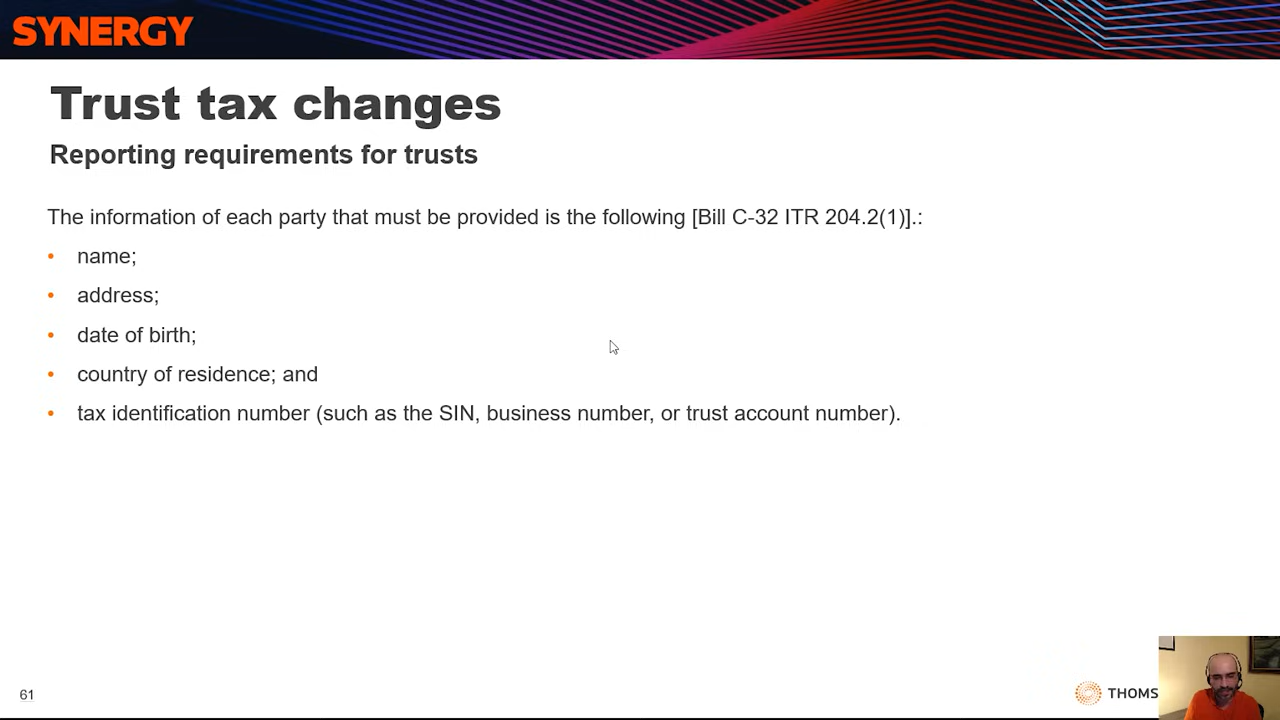 SYNERGY
Trust tax changes
Reporting requirements for trusts
The information of each party that must be provided is the following [Bill C-32 ITR 204.2(1)].:
• name;
• address;
• date of birth;
• country of residence; and
• tax identification number (such as the SIN, business number, or trust account number).
61
THOMS